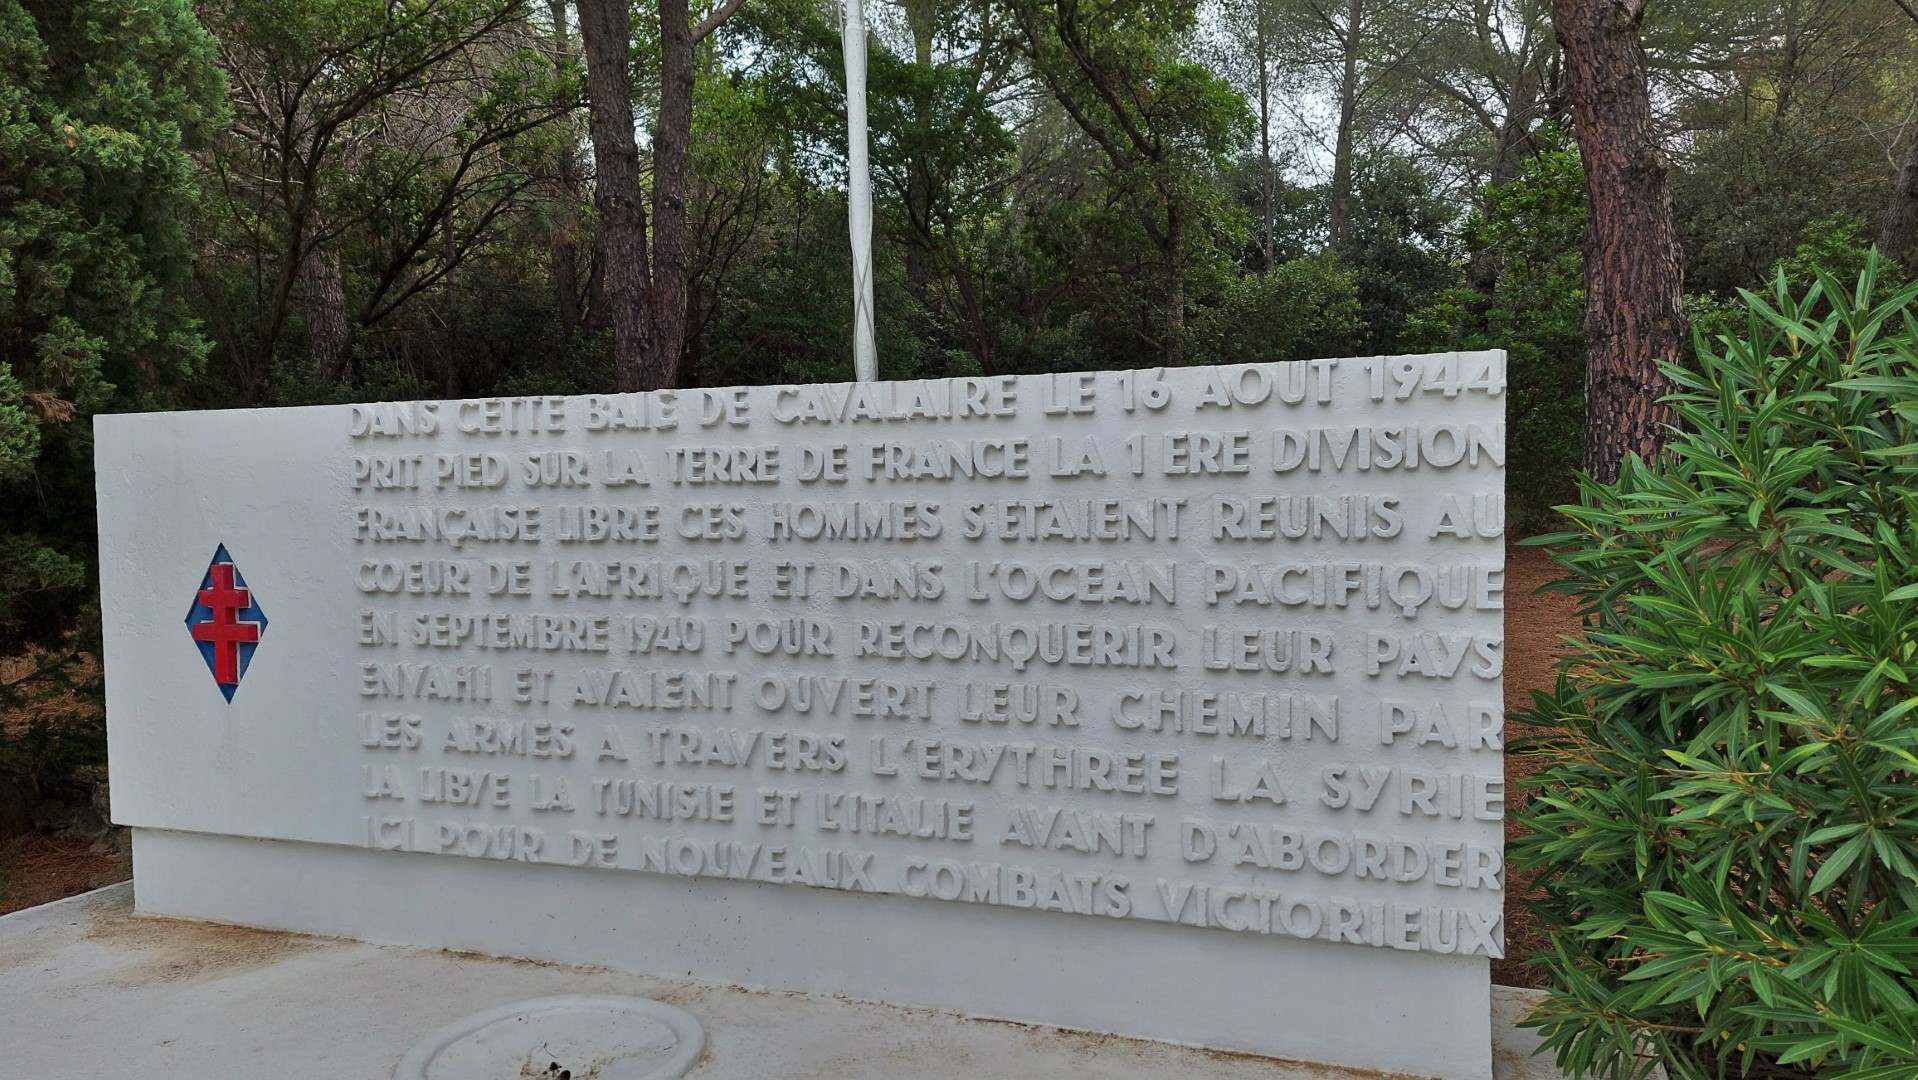 DANS CETTE BAIE DE CAVALAIRE LE 16 AOUT 1944
PRIT PIED SUR LA TERRE DE FRANCE LA 1 ERE DIVISION
FRANÇAISE LIBRE CES HOMMES S'ETAIENT REUNIS AU
COEUR DE L'AFRIQUE ET DANS L'OCEAN PACIFIQUE
EN SEPTEMBRE 1940 POUR RECONQUERIR LEUR PAYS
ENVAHI ET AVAIENT OUVERT LEUR CHEMIN PAR
LES ARMES A TRAVERS L'ERYTHREE LA SYRIE
LA LIBYE LA TUNISIE ET L'ITALIE AVANT D'ABORDER
ICI POUR DE NOUVEAUX COMBATS VICTORIEUX